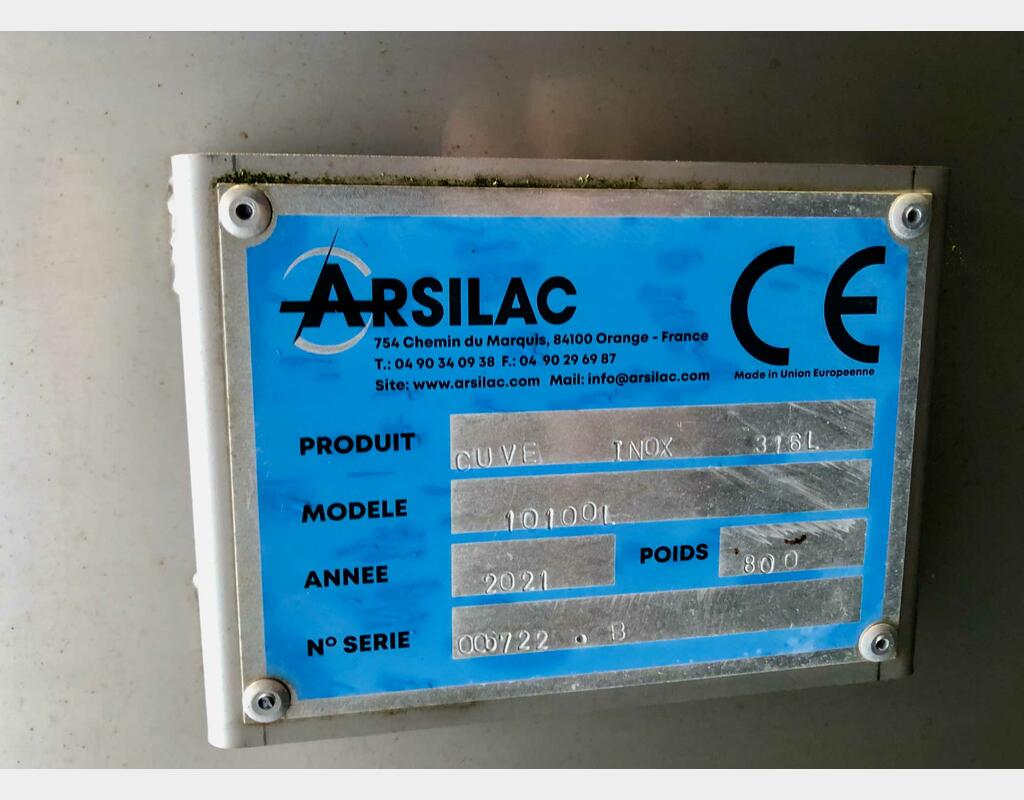 ARSILAC
754 Chemin du Marquis, 84100 Orange - France
T.: 04 90 34 09 38 F.: 04 90 29 69 87
Site: www.arsilac.com Mail: info@arsilac.com
CE
Made in Union Europeenne
PRODUIT CUVE INOX 316L
MODELE 10100L
ANNEE 2021 POIDS 800
Nº SERIE 006722 . B